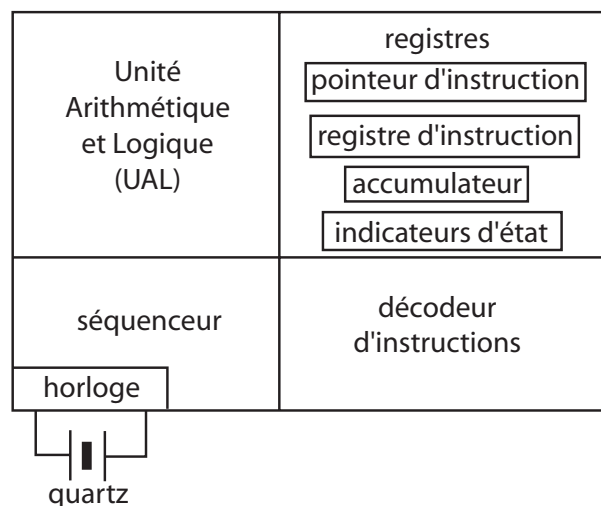 Unité
Arithmétique
et Logique
(UAL)
registres
pointeur d'instruction
registre d'instruction
accumulateur
indicateurs d'état
séquenceur
horloge
décodeur
d'instructions
quartz